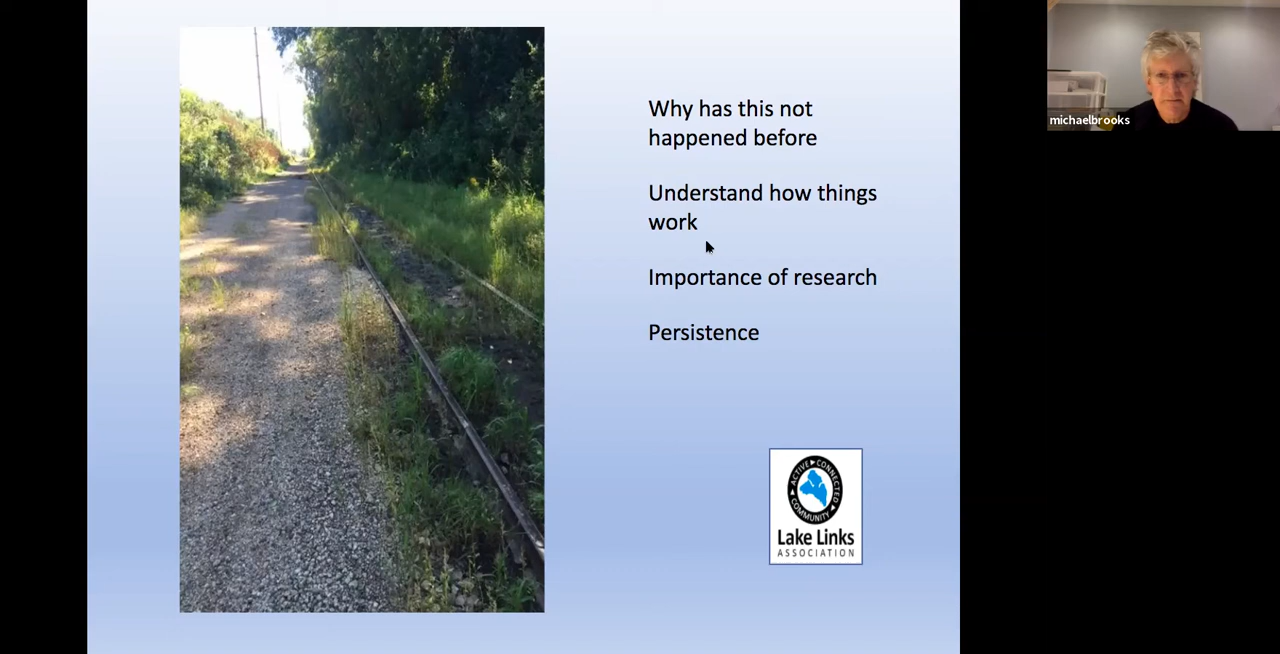 Why has this not
happened before
Understand how things
work
Importance of research
Persistence
michaelbrooks
ACTIVE CONNECTED
COMMUNITY
Lake Links
ASSOCIATION